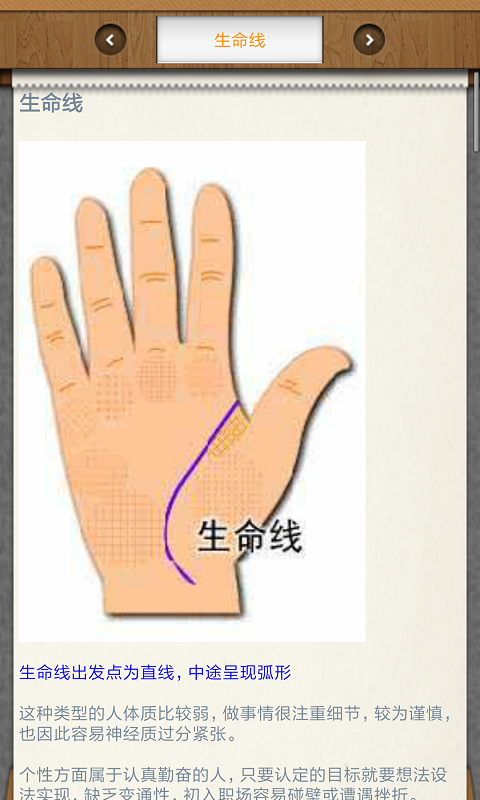 生命线
生命线
生命线
生命线出发点为直线，中途呈现弧形
这种类型的人体质比较弱，做事情很注重细节，较为谨慎，
也因此容易神经质过分紧张。
个性方面属于认真勤奋的人，只要认定的目标就要想法设
法实现，缺乏变通性，初入职场容易碰壁或遭遇挫折。